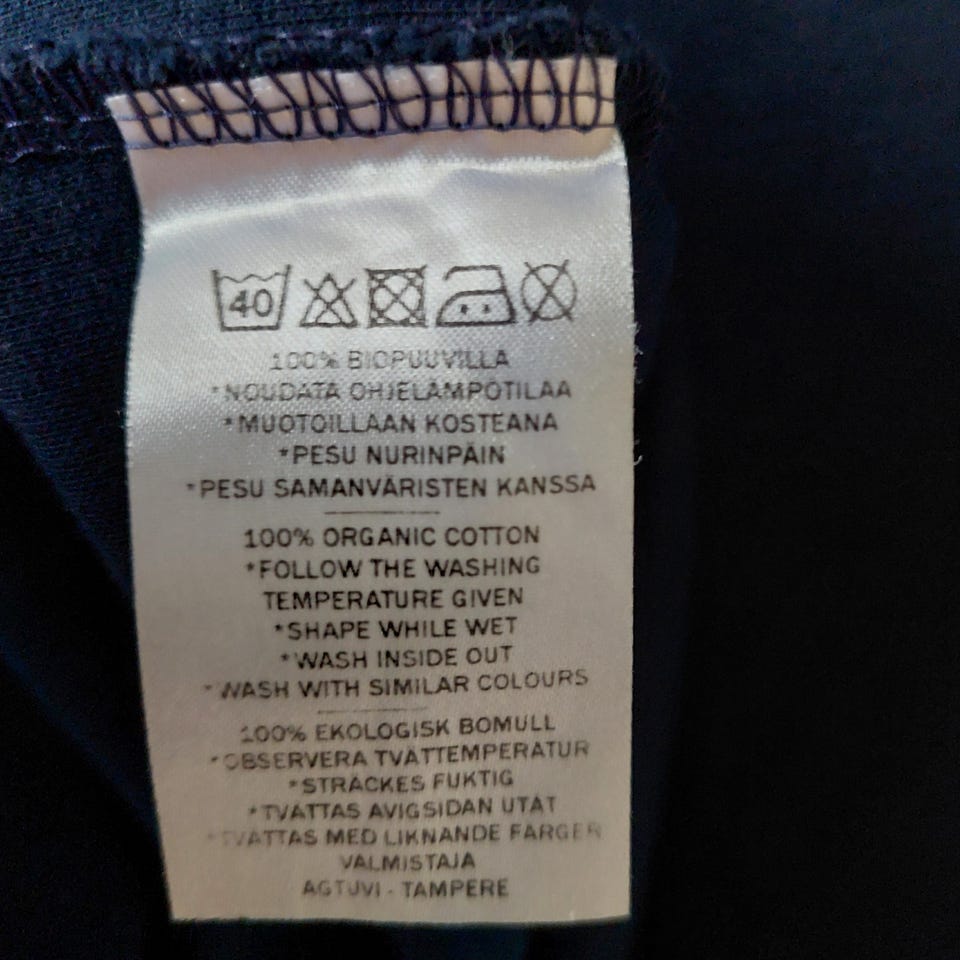 40
100% BIOPUUVILLA
*NOUDATA OHJELÄMPÖTILAA
*MUOTOILLAAN KOSTEANA
*PESU NURINPÄIN
*PESU SAMANVÄRISTEN KANSSA
100% ORGANIC COTTON
*FOLLOW THE WASHING
TEMPERATURE GIVEN
*SHAPE WHILE WET
*WASH INSIDE OUT
*WASH WITH SIMILAR COLOURS
100% EKOLOGISK BOMULL
*OBSERVERA TVÄTTEMPERATUR
*STRÄCKES FUKTIG
*TVÄTTAS AVIGSIDAN UTÅT
*TVÄTTAS MED LIKNANDE FÄRGER
VALMISTAJA
AGTUVI - TAMPERE